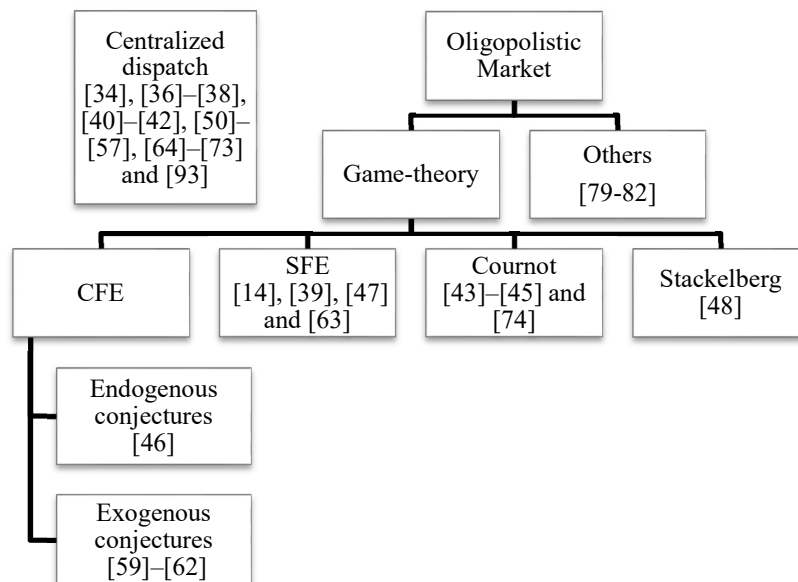 Centralized
dispatch
[34], [36]–[38],
[40]–[42], [50]–
[57], [64]–[73]
and [93]
Oligopolistic
Market
Game-theory
Others
[79-82]
CFE
SFE
[14], [39], [47]
and [63]
Cournot
[43]–[45] and
[74]
Stackelberg
[48]
Endogenous
conjectures
[46]
Exogenous
conjectures
[59]–[62]